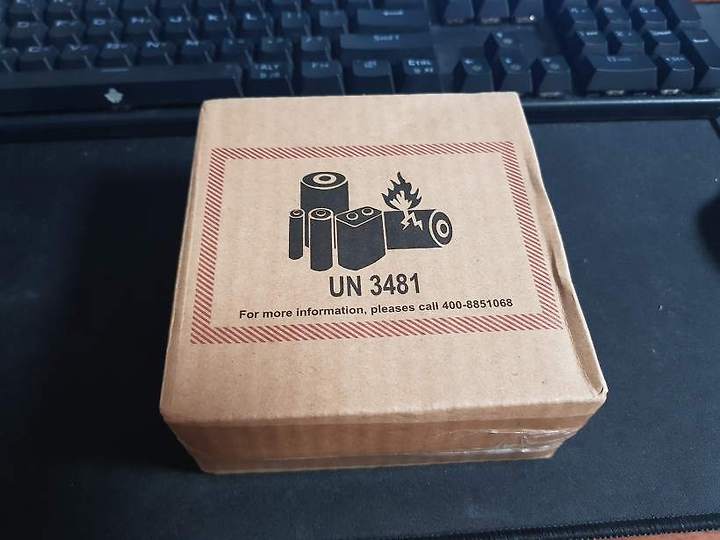 UN 3481
For more information, pleases call 400-8851068